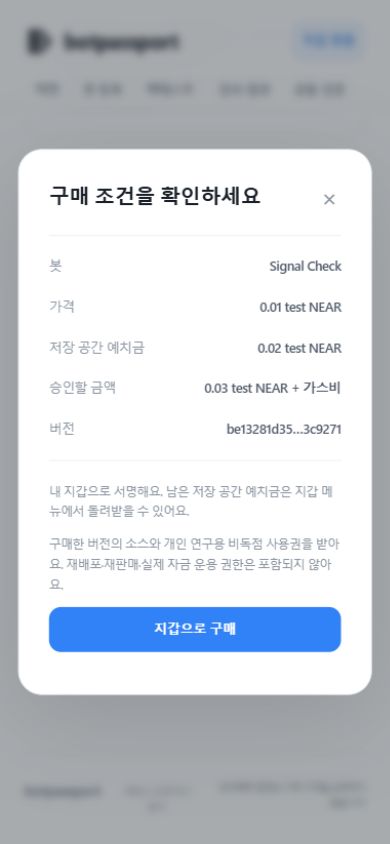 botpassport
구매 조건을 확인하세요
×
봇 Signal Check
가격 0.01 test NEAR
저장 공간 예치금 0.02 test NEAR
승인할 금액 0.03 test NEAR + 가스비
버전 be13281d35...3c9271
내 지갑으로 서명해요. 남은 저장 공간 예치금은 지갑 메
뉴에서 돌려받을 수 있어요.
구매한 버전의 소스와 개인 연구용 비독점 사용권을 받아
요. 재배포·재판매·실제 자금 운용 권한은 포함되지 않아
요.
지갑으로 구매
botpassport